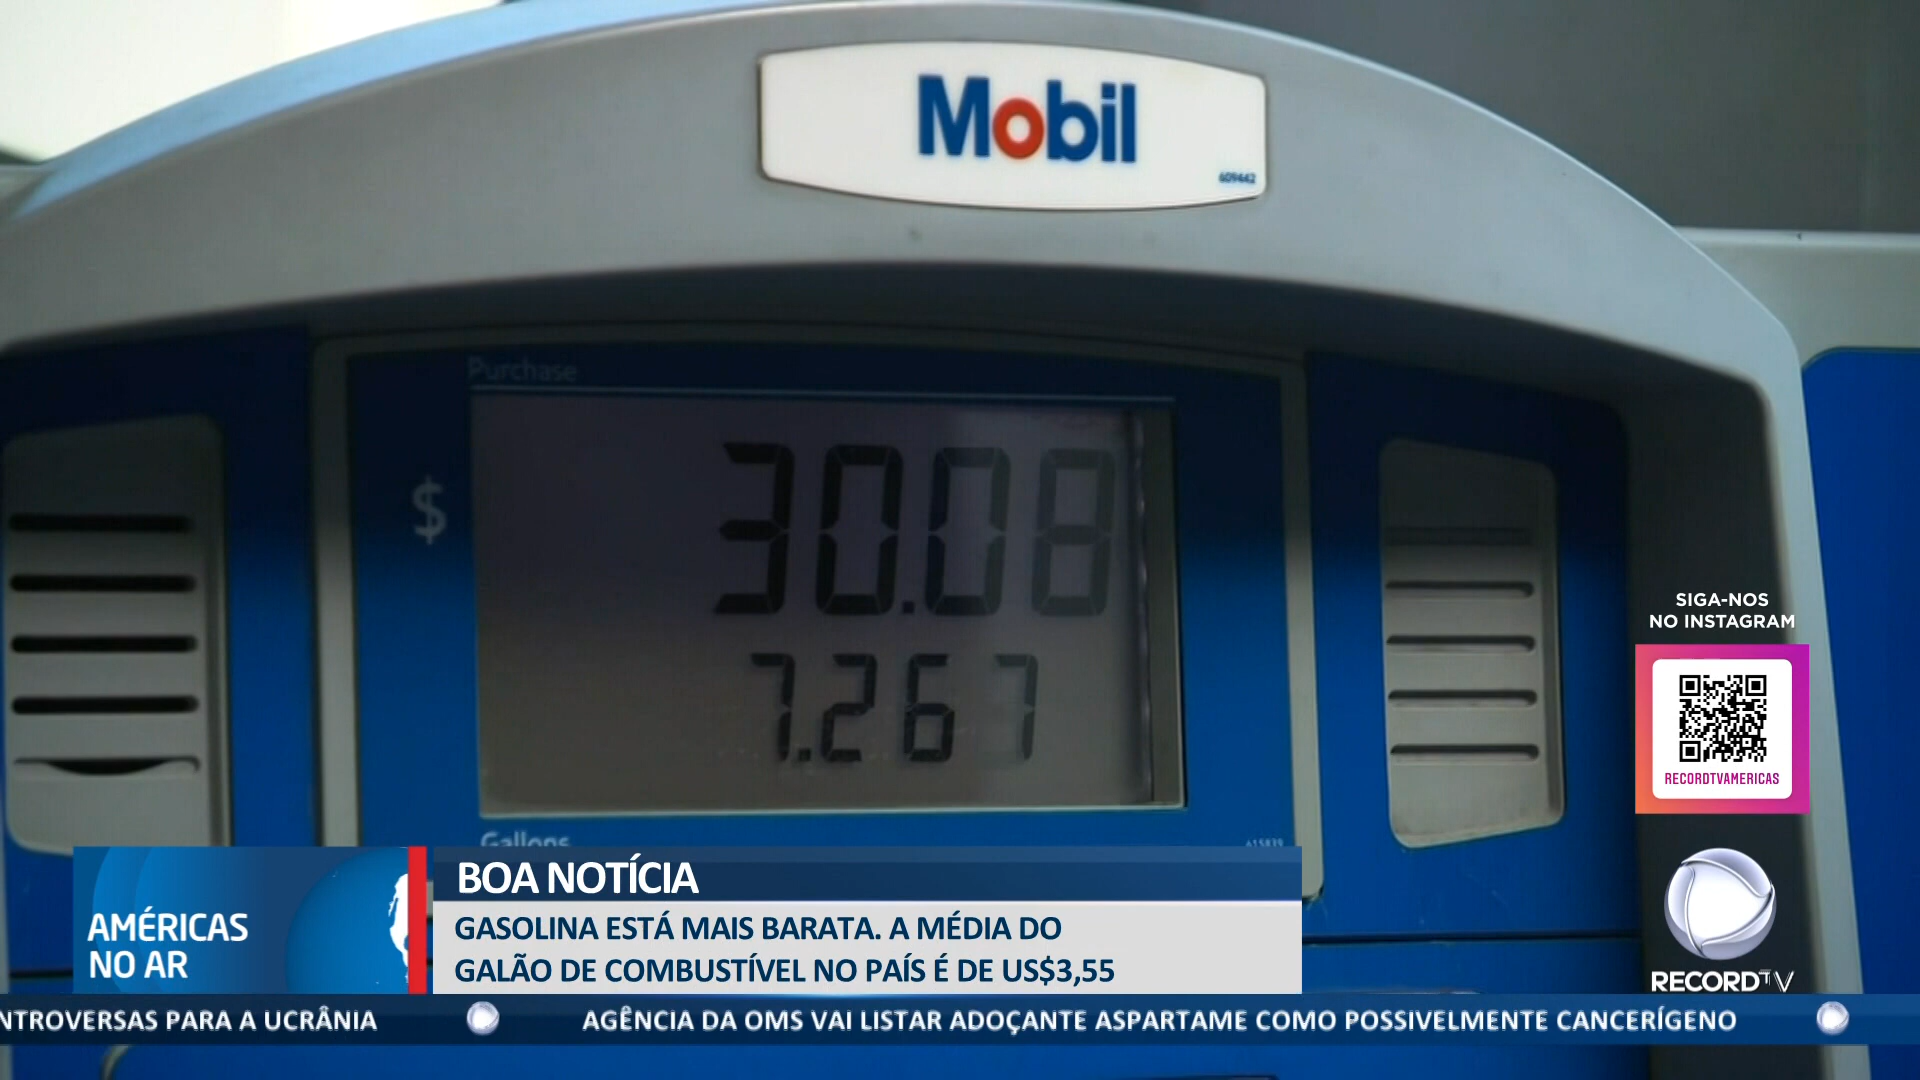 Mobil
609442
Purchase
$
30.08
7.267
Gallons
615839
SIGA-NOS
NO INSTAGRAM
RECORDTVAMERICAS
BOA NOTÍCIA
AMÉRICAS
NO AR
GASOLINA ESTÁ MAIS BARATA. A MÉDIA DO
GALÃO DE COMBUSTÍVEL NO PAÍS É DE US$3,55
RECORD TV
NTROVERSAS PARA A UCRÂNIA
AGÊNCIA DA OMS VAI LISTAR ADOÇANTE ASPARTAME COMO POSSIVELMENTE CANCERÍGENO